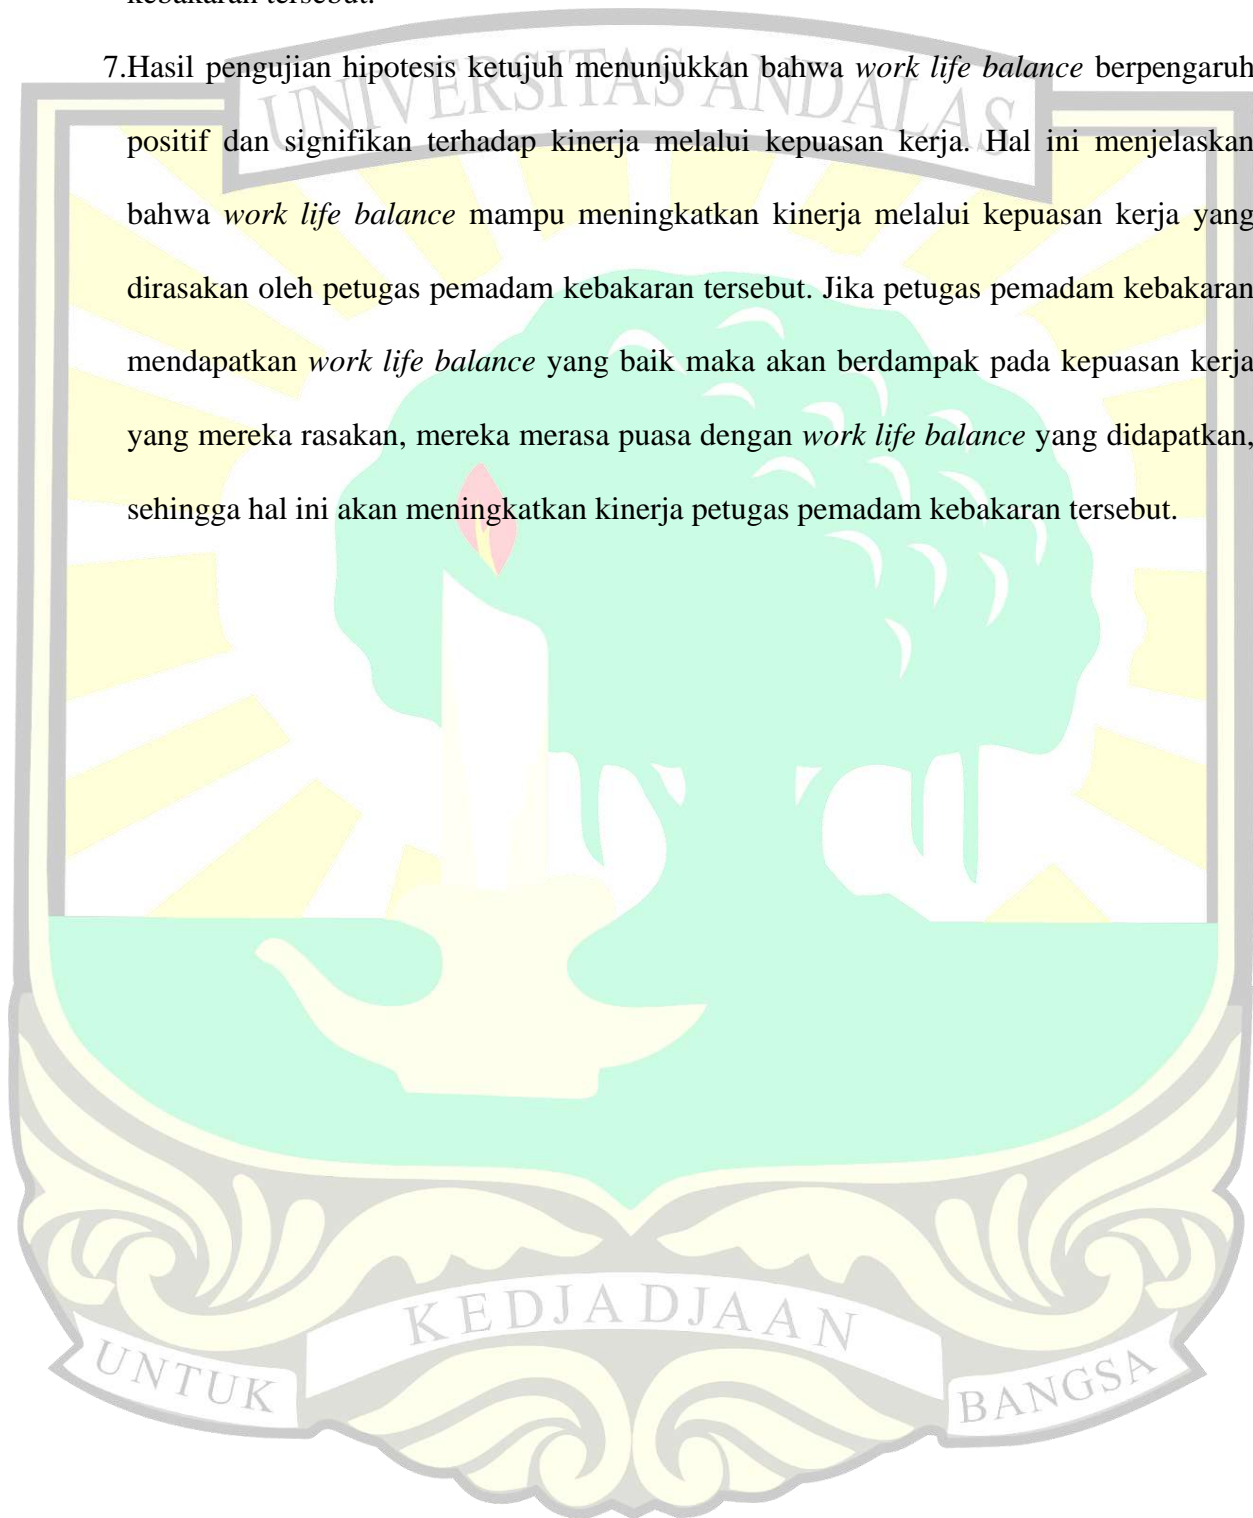 kebakaran tersebut.
UNIVERSITAS ANDALAS
7.Hasil pengujian hipotesis ketujuh menunjukkan bahwa work life balance berpengaruh
positif dan signifikan terhadap kinerja melalui kepuasan kerja. Hal ini menjelaskan
bahwa work life balance mampu meningkatkan kinerja melalui kepuasan kerja yang
dirasakan oleh petugas pemadam kebakaran tersebut. Jika petugas pemadam kebakaran
mendapatkan work life balance yang baik maka akan berdampak pada kepuasan kerja
yang mereka rasakan, mereka merasa puasa dengan work life balance yang didapatkan,
sehingga hal ini akan meningkatkan kinerja petugas pemadam kebakaran tersebut.
UNTUK KEDJADJAAN BANGSA